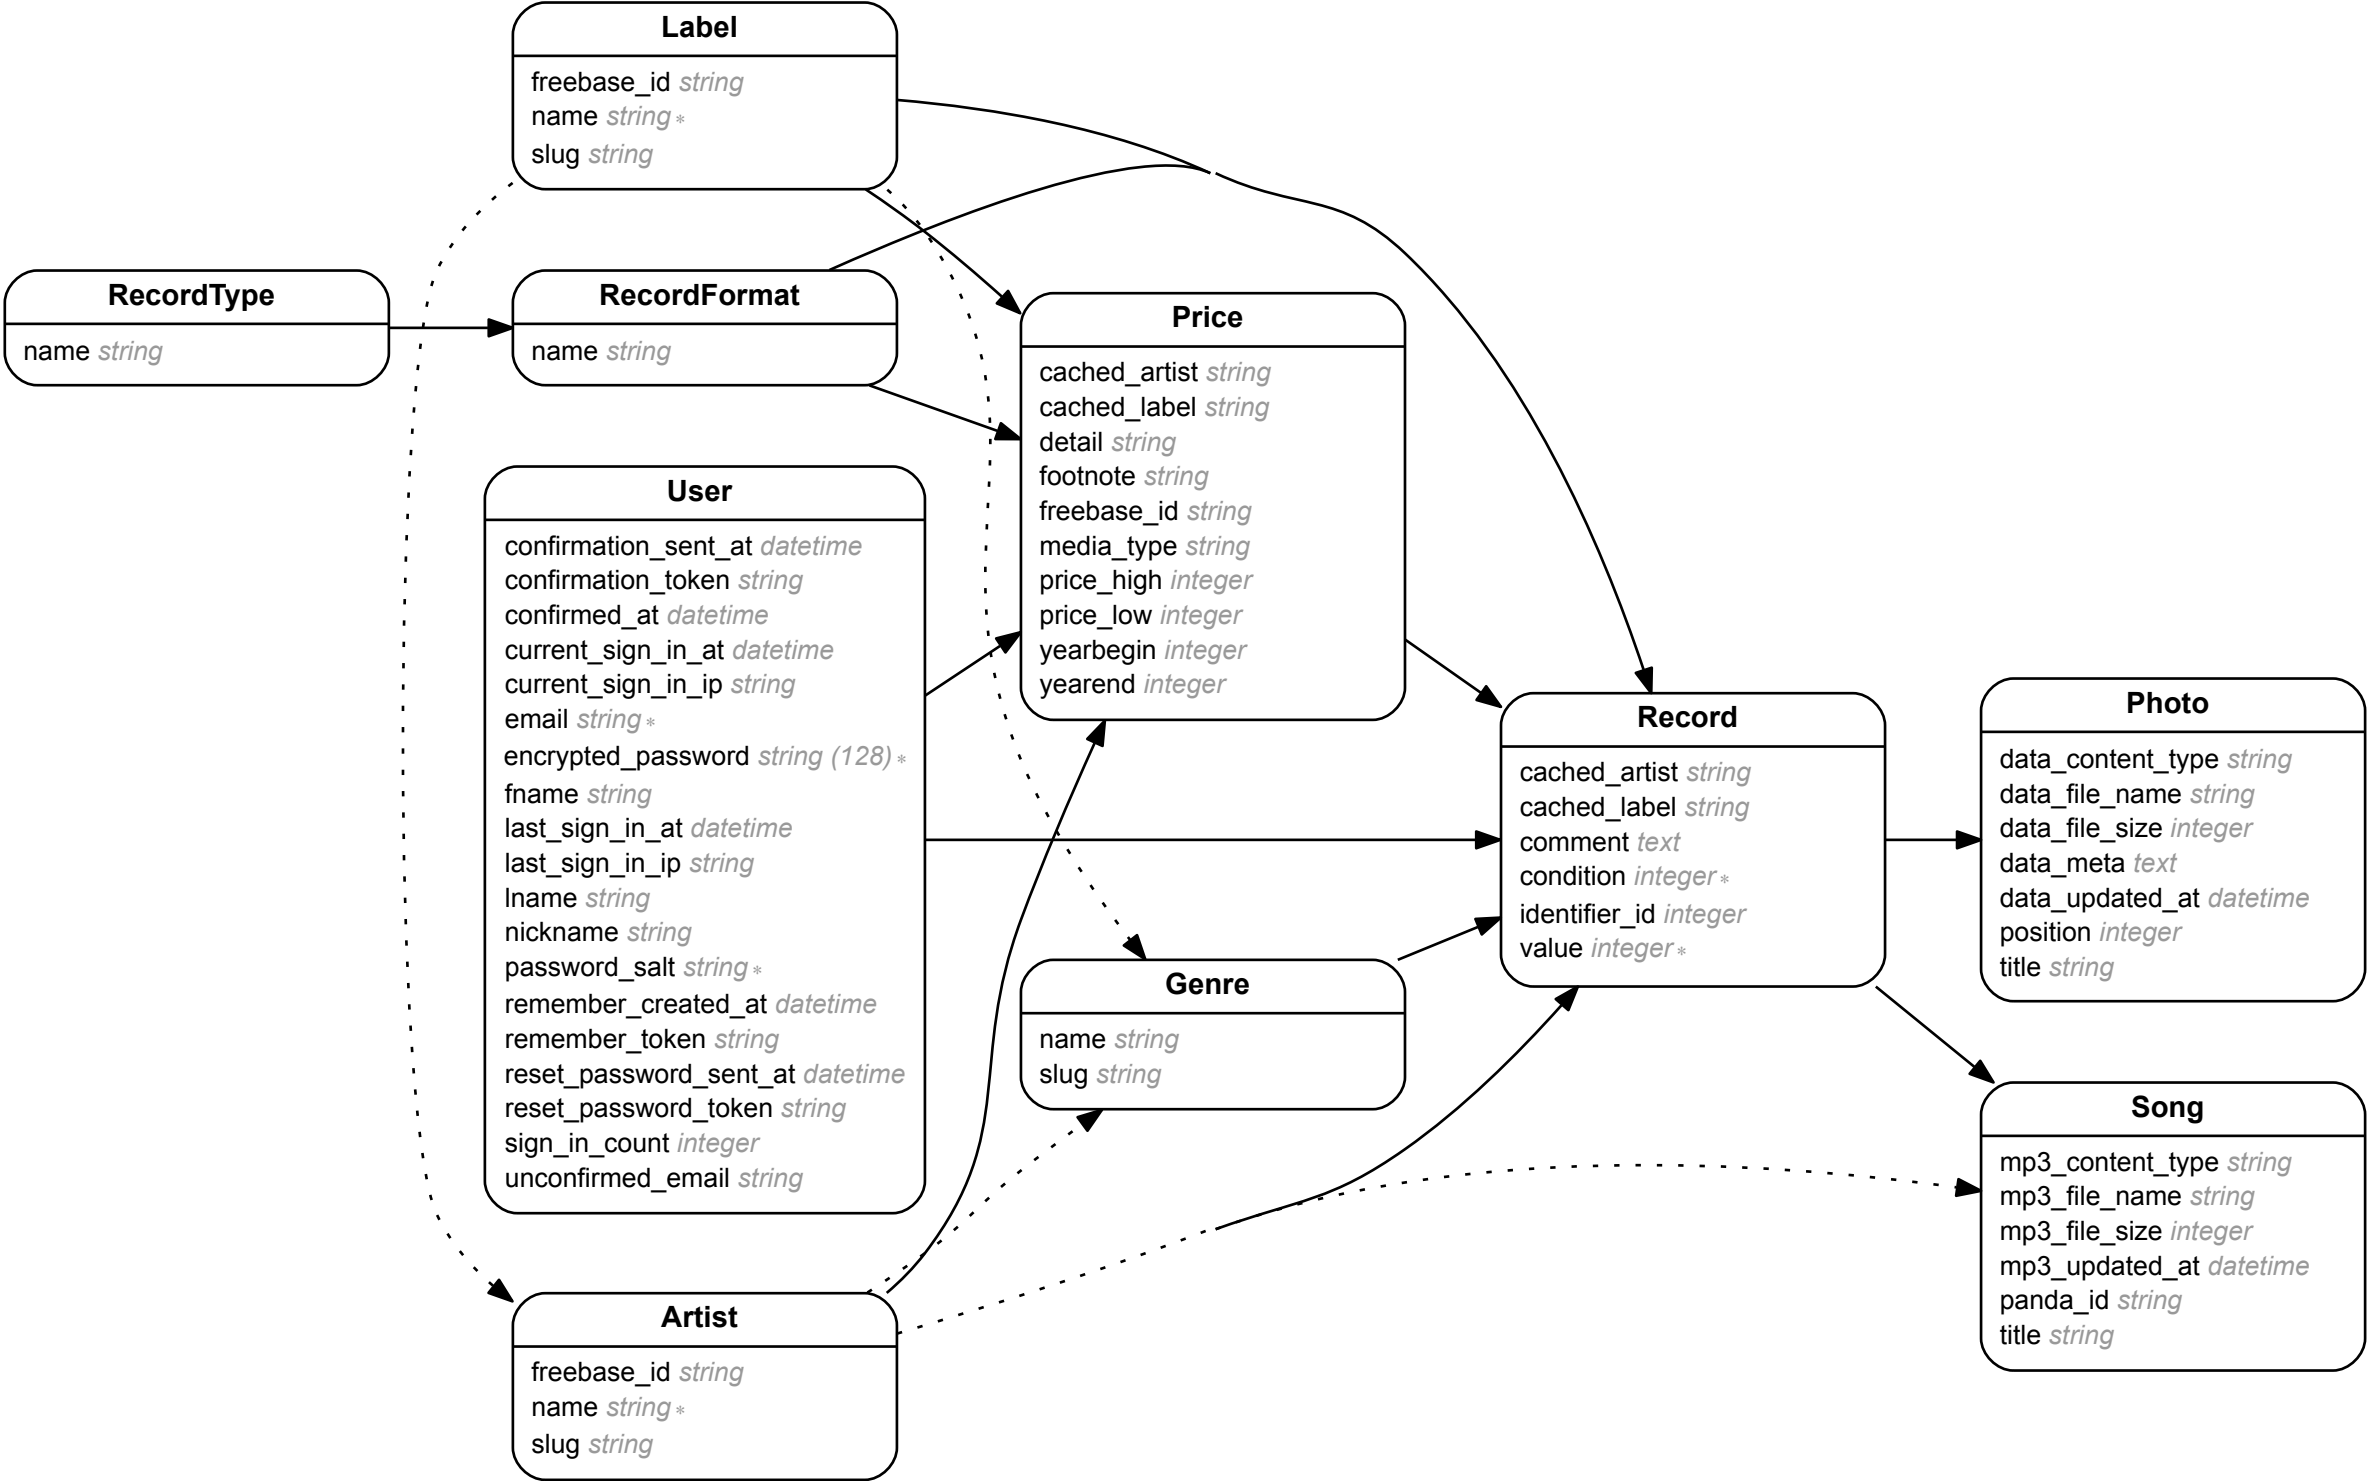 Label
freebase_id string
name string *
slug string
RecordType
name string
RecordFormat
name string
Price
cached_artist string
cached_label string
detail string
footnote string
freebase_id string
media_type string
price_high integer
price_low integer
yearbegin integer
yearend integer
User
confirmation_sent_at datetime
confirmation_token string
confirmed_at datetime
current_sign_in_at datetime
current_sign_in_ip string
email string *
encrypted_password string (128) *
fname string
last_sign_in_at datetime
last_sign_in_ip string
lname string
nickname string
password_salt string *
remember_created_at datetime
remember_token string
reset_password_sent_at datetime
reset_password_token string
sign_in_count integer
unconfirmed_email string
Record
cached_artist string
cached_label string
comment text
condition integer *
identifier_id integer
value integer *
Photo
data_content_type string
data_file_name string
data_file_size integer
data_meta text
data_updated_at datetime
position integer
title string
Genre
name string
slug string
Song
mp3_content_type string
mp3_file_name string
mp3_file_size integer
mp3_updated_at datetime
panda_id string
title string
Artist
freebase_id string
name string *
slug string